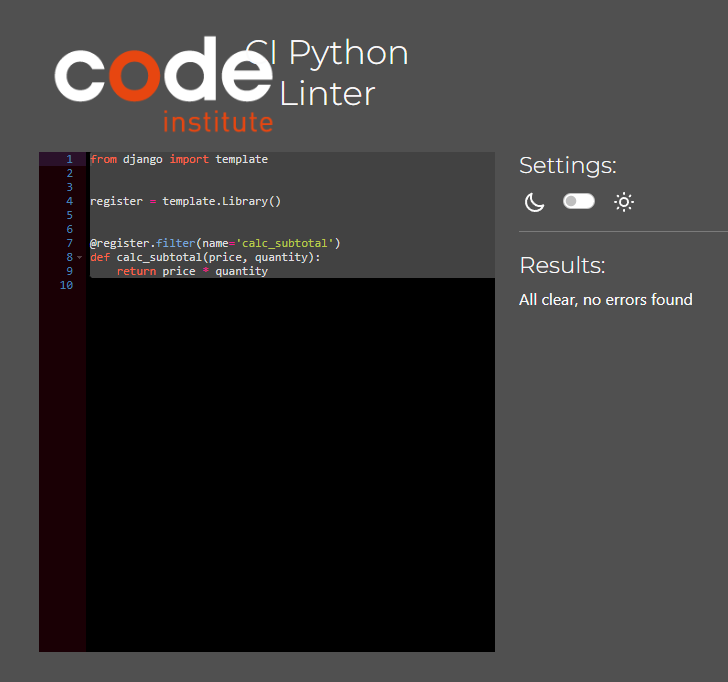 code
institute
CI Python
Linter
1 from django import template
2
3
4 register = template.Library()
5
6
7 @register.filter(name='calc_subtotal')
8 def calc_subtotal(price, quantity):
9     return price * quantity
10
Settings:
Results:
All clear, no errors found